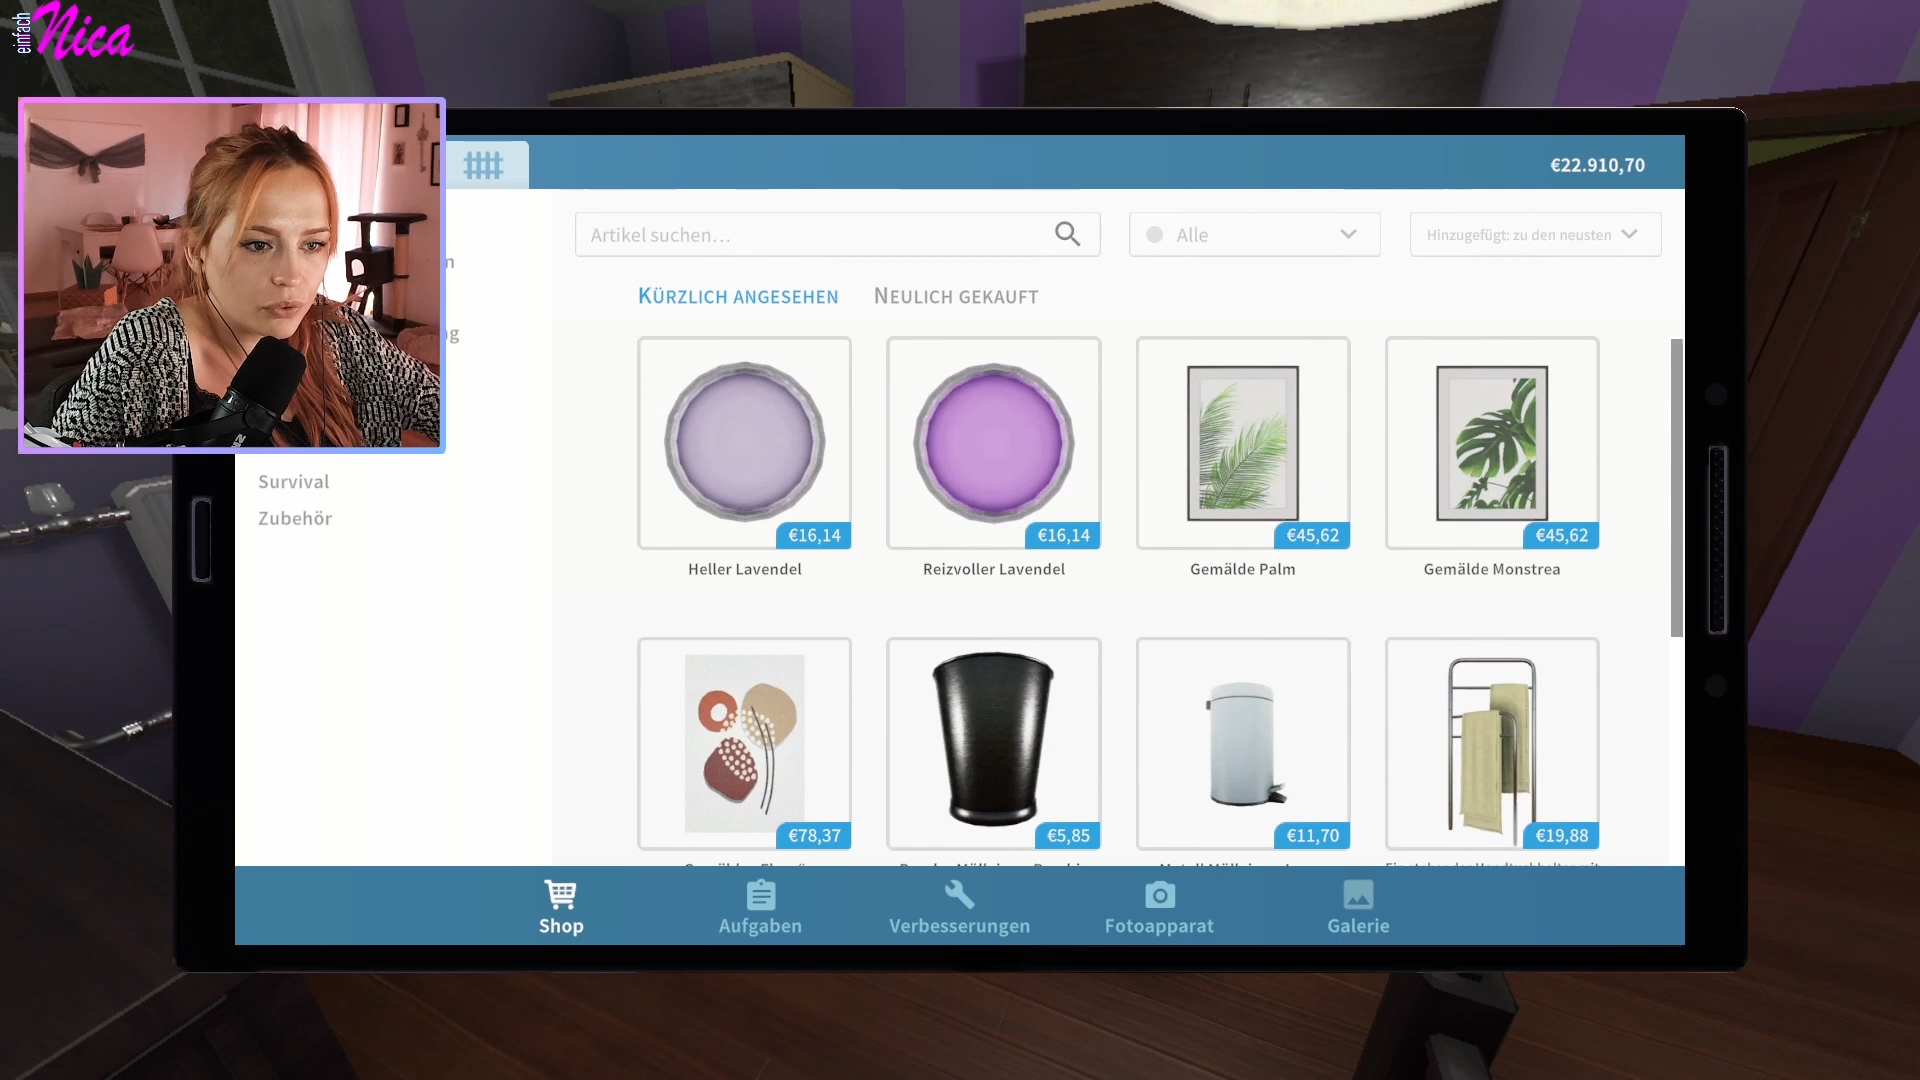 einfach
Nica
€22.910,70
Artikel suchen...
Alle
Hinzugefügt: zu den neusten
KÜRZLICH ANGESEHEN
NEULICH GEKAUFT
n
g
Survival
Zubehör
€16,14
€16,14
€45,62
€45,62
Heller Lavendel
Reizvoller Lavendel
Gemälde Palm
Gemälde Monstrea
€78,37
€5,85
€11,70
€19,88
Shop
Aufgaben
Verbesserungen
Fotoapparat
Galerie